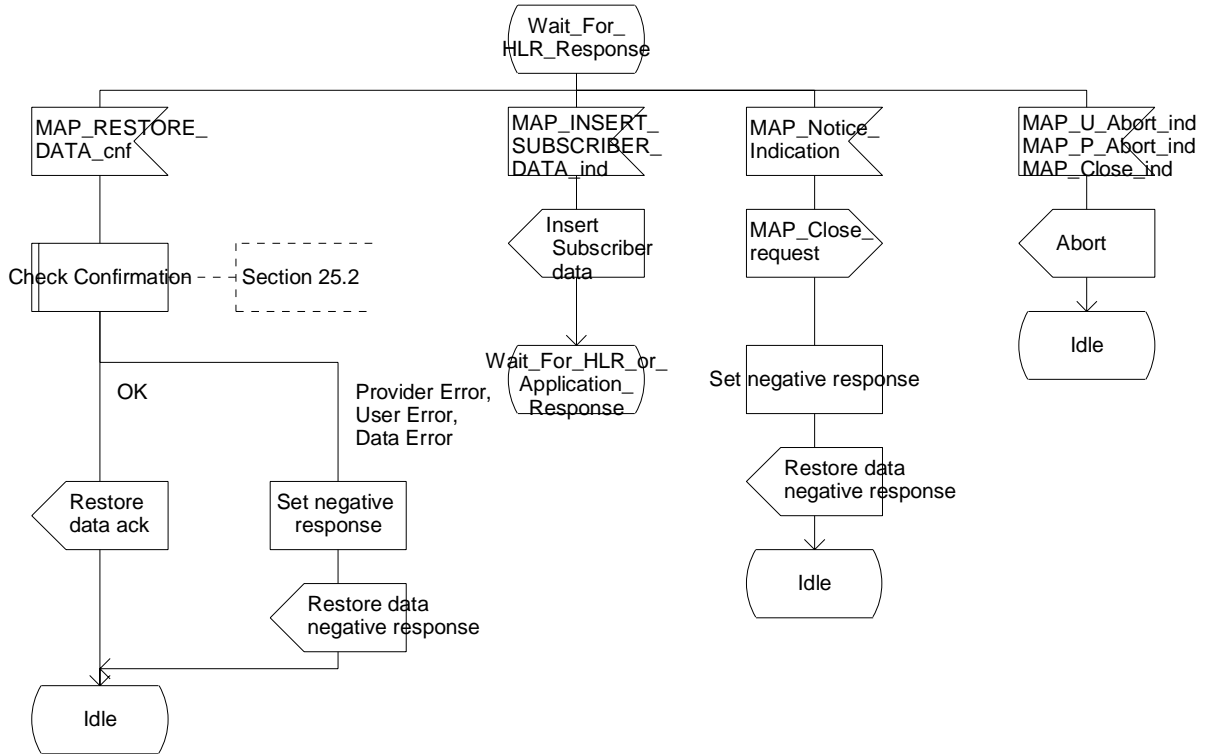 Wait_For_
HLR_Response
MAP_RESTORE_
DATA_cnf
MAP_INSERT_
SUBSCRIBER_
DATA_ind
MAP_Notice_
Indication
MAP_U_Abort_ind
MAP_P_Abort_ind
MAP_Close_ind
Check Confirmation
Section 25.2
Insert
Subscriber
data
MAP_Close_
request
Abort
OK
Provider Error,
User Error,
Data Error
Wait_For_HLR_or_
Application_
Response
Set negative response
Idle
Restore
data ack
Set negative
response
Restore data
negative response
Restore data
negative response
Idle
Idle